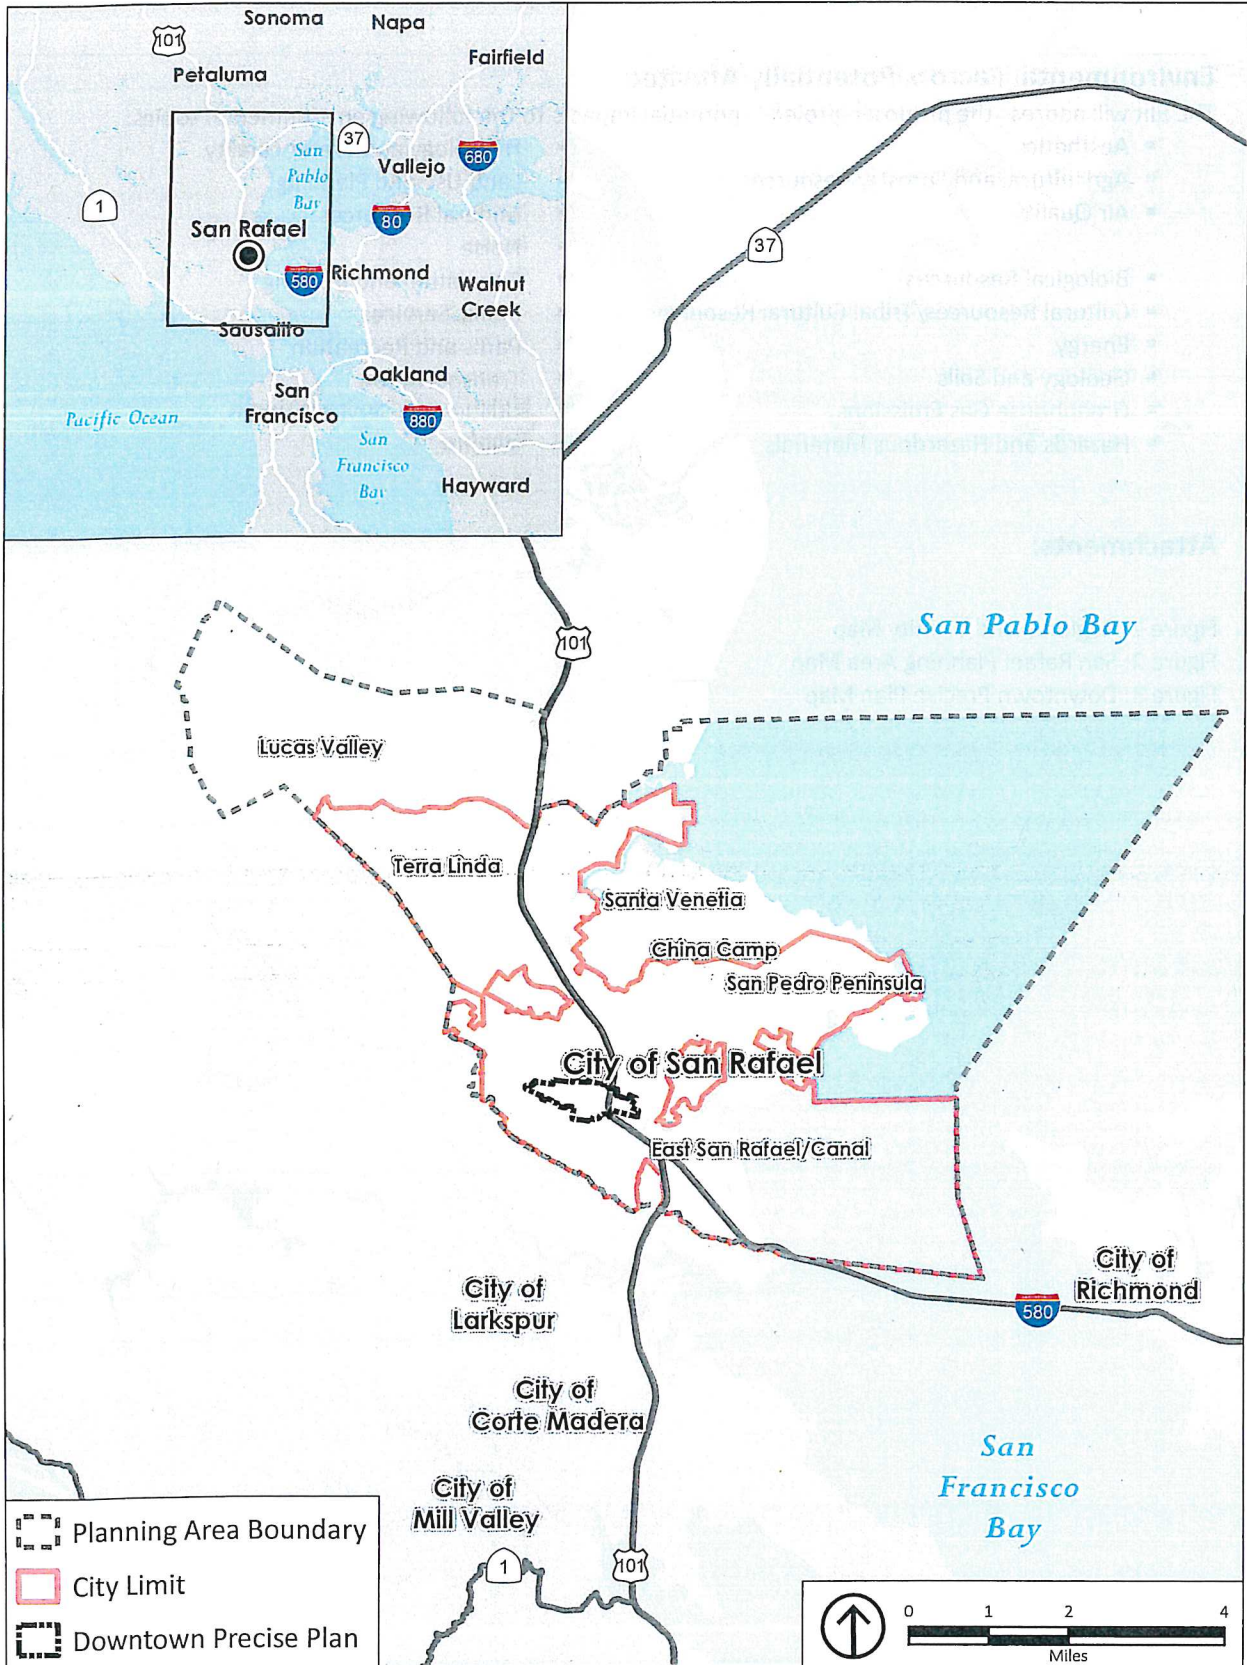 Sonoma
Napa
101
Fairfield
Petaluma
37
San
Pablo
Bay
680
Vallejo
1
80
San Rafael
580
Richmond
Walnut
Creek
Sausalito
Oakland
San
Francisco
Pacific Ocean
880
San
Francisco
Bay
Hayward
37
San Pablo Bay
101
Lucas Valley
Terra Linda
Santa Venetia
China Camp
San Pedro Peninsula
City of San Rafael
East San Rafael/Canal
City of
Richmond
580
City of
Larkspur
City of
Corte Madera
San
Francisco
Bay
City of
Mill Valley
1
101
Planning Area Boundary
City Limit
Downtown Precise Plan
0 1 2 4
Miles